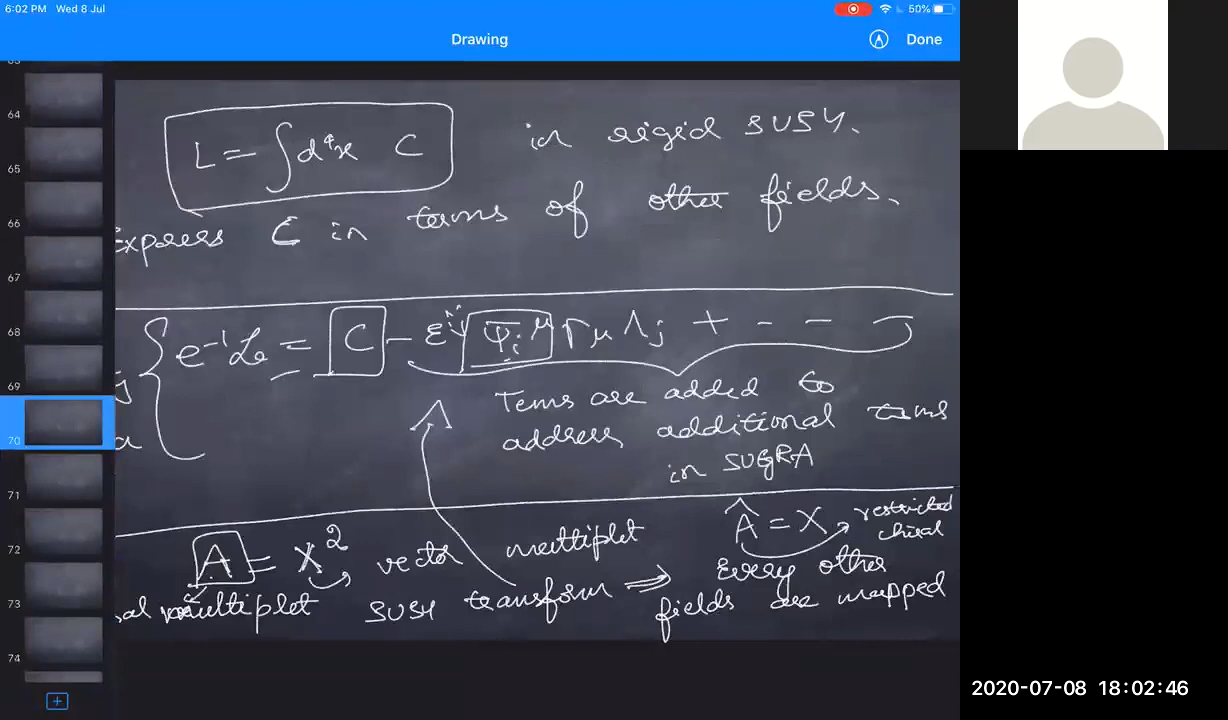 6:02 PM Wed 8 Jul
50%
Drawing
Done
64
65
66
67
68
69
70
71
72
73
74
L = ∫ d⁴x C in rigid SUSY.
Express C in terms of other fields.
e⁻¹L = C - εⁱʲ ψ̄ᵢ^μ Γμ Λⱼ + - -
Terms are added to
address additional terms
in SUGRA
A = X² vector multiplet
Â = X restricted
chiral
multiplet SUSY transform ⇒ Every other
fields are mapped
2020-07-08 18:02:46